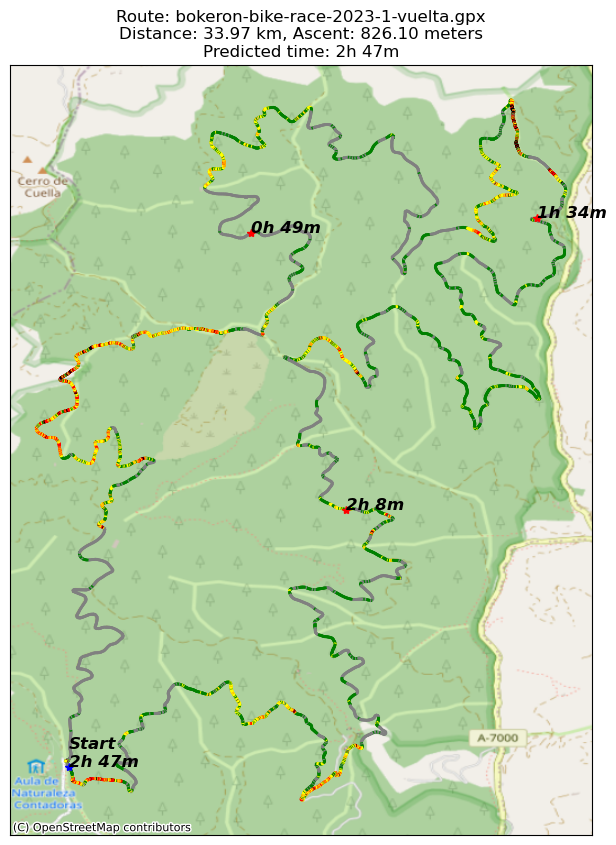 Route: bokeron-bike-race-2023-1-vuelta.gpx
Distance: 33.97 km, Ascent: 826.10 meters
Predicted time: 2h 47m
Cerro de
Cuella
0h 49m
1h 34m
2h 8m
Start
2h 47m
A-7000
Aula de
Naturaleza
Contadoras
(C) OpenStreetMap contributors